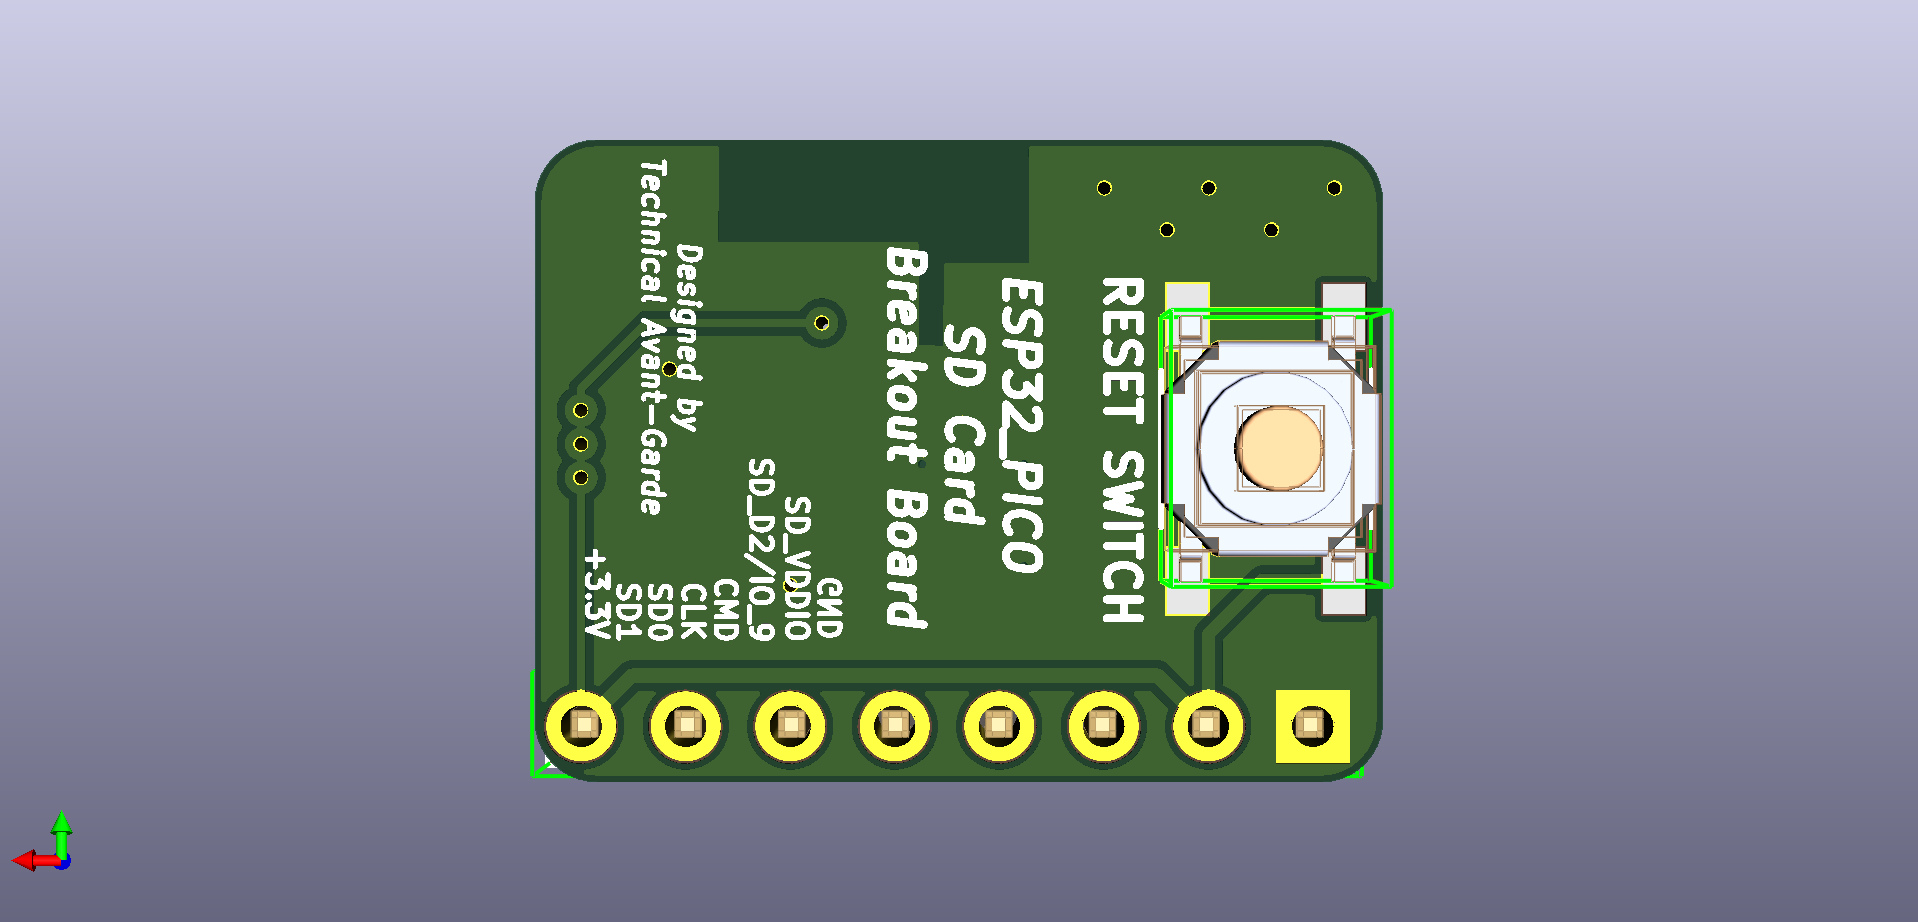 RESET SWITCH
ESP32_PICO
SD Card
Breakout Board
GND
SD_VDDIO
SD_D2/IO_9
CMD
CLK
SD0
SD1
+3.3V
Designed by
Technical Avant-Garde